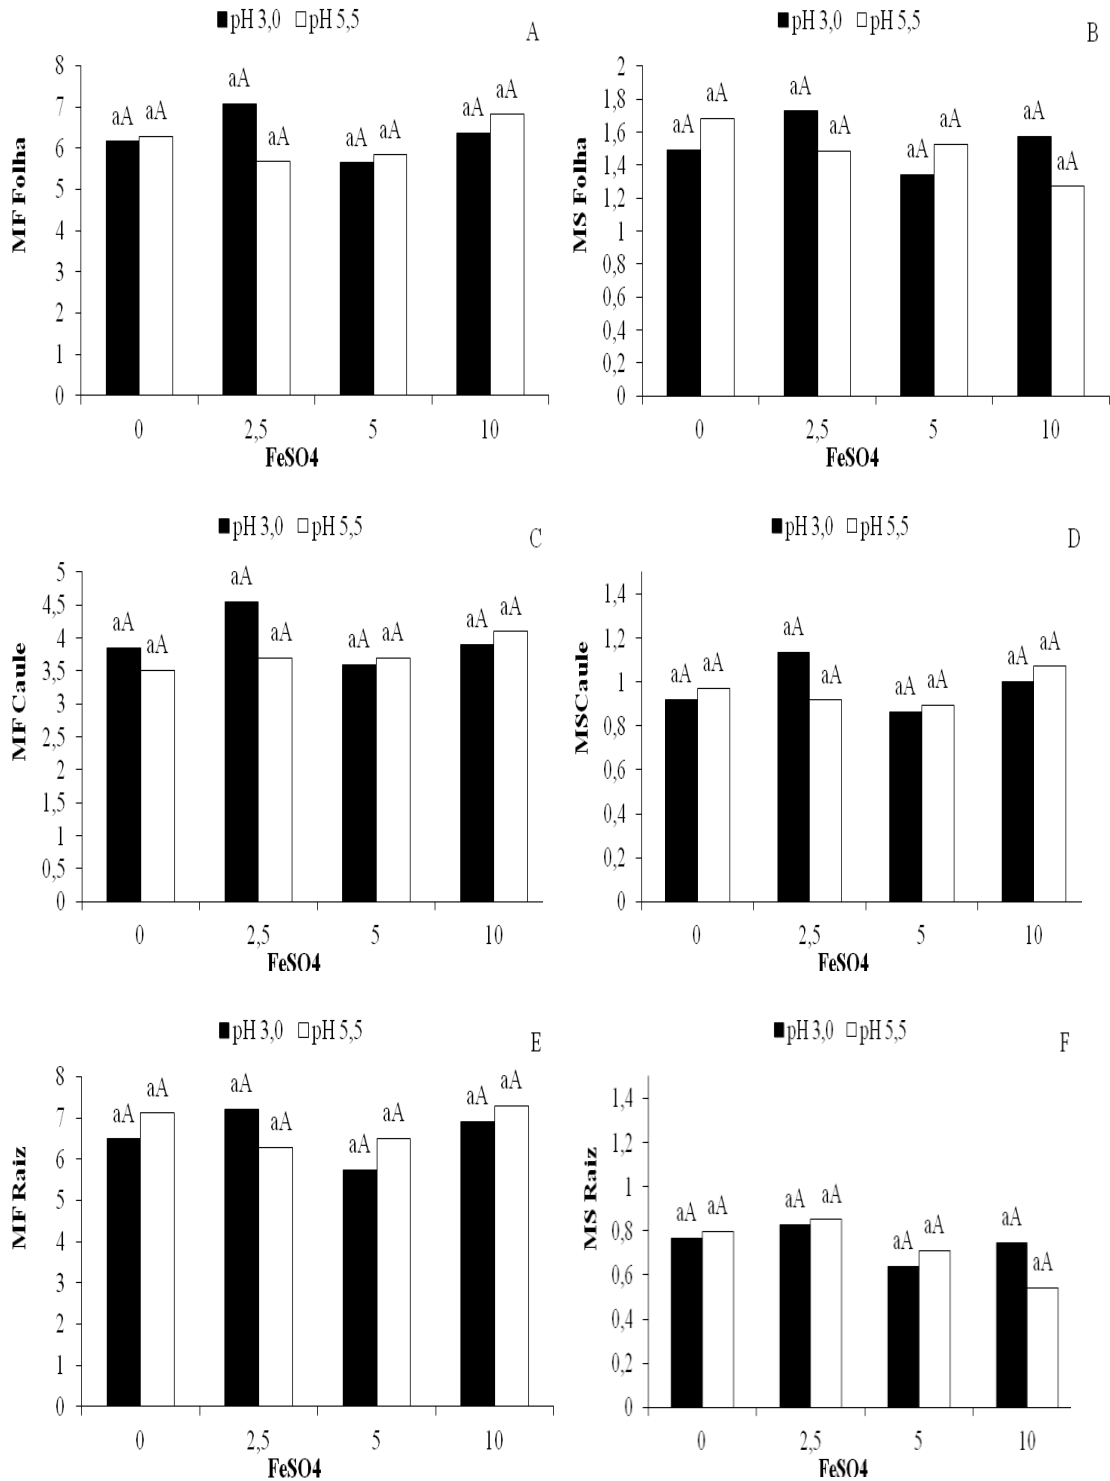 pH 3,0 pH 5,5
A
8
7
6
5
4
3
2
1
0
MF Folha
aA aA aA aA aA aA aA aA
0 2,5 5 10
FeSO4
pH 3,0 pH 5,5
B
2
1,8
1,6
1,4
1,2
1
0,8
0,6
0,4
0,2
0
MS Folha
aA aA aA aA aA aA aA aA
0 2,5 5 10
FeSO4
pH 3,0 pH 5,5
C
5
4,5
4
3,5
3
2,5
2
1,5
1
0,5
0
MF Caule
aA aA aA aA aA aA aA aA
0 2,5 5 10
FeSO4
pH 3,0 pH 5,5
D
1,4
1,2
1
0,8
0,6
0,4
0,2
0
MSCaule
aA aA aA aA aA aA aA aA
0 2,5 5 10
FeSO4
pH 3,0 pH 5,5
E
8
7
6
5
4
3
2
1
0
MF Raiz
aA aA aA aA aA aA aA aA
0 2,5 5 10
FeSO4
pH 3,0 pH 5,5
F
1,4
1,2
1
0,8
0,6
0,4
0,2
0
MS Raiz
aA aA aA aA aA aA aA aA
0 2,5 5 10
FeSO4